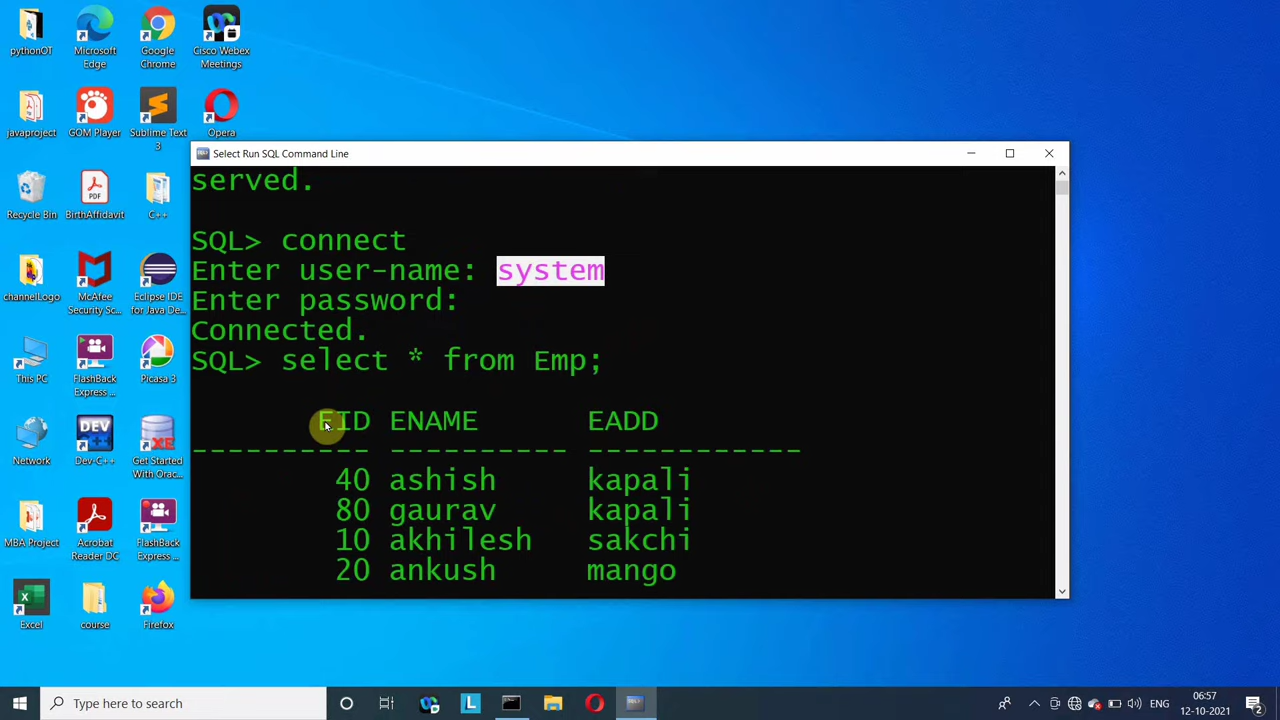 pythonOT
Microsoft
Edge
Google
Chrome
Cisco Webex
Meetings
javaproject
GOM Player
Sublime Text
3
Opera
Recycle Bin
BirthAffidavit
C++
channelLogo
McAfee
Security Sc...
Eclipse IDE
for Java De...
This PC
FlashBack
Express ...
Picasa 3
Network
Dev-C++
Get Started
With Orac...
MBA Project
Acrobat
Reader DC
FlashBack
Express ...
Excel
course
Firefox
Select Run SQL Command Line
served.
SQL> connect
Enter user-name: system
Enter password:
Connected.
SQL> select * from Emp;
EID ENAME EADD
---------- ---------- ------------
40 ashish kapali
80 gaurav kapali
10 akhilesh sakchi
20 ankush mango
Type here to search
ENG
06:57
12-10-2021
2